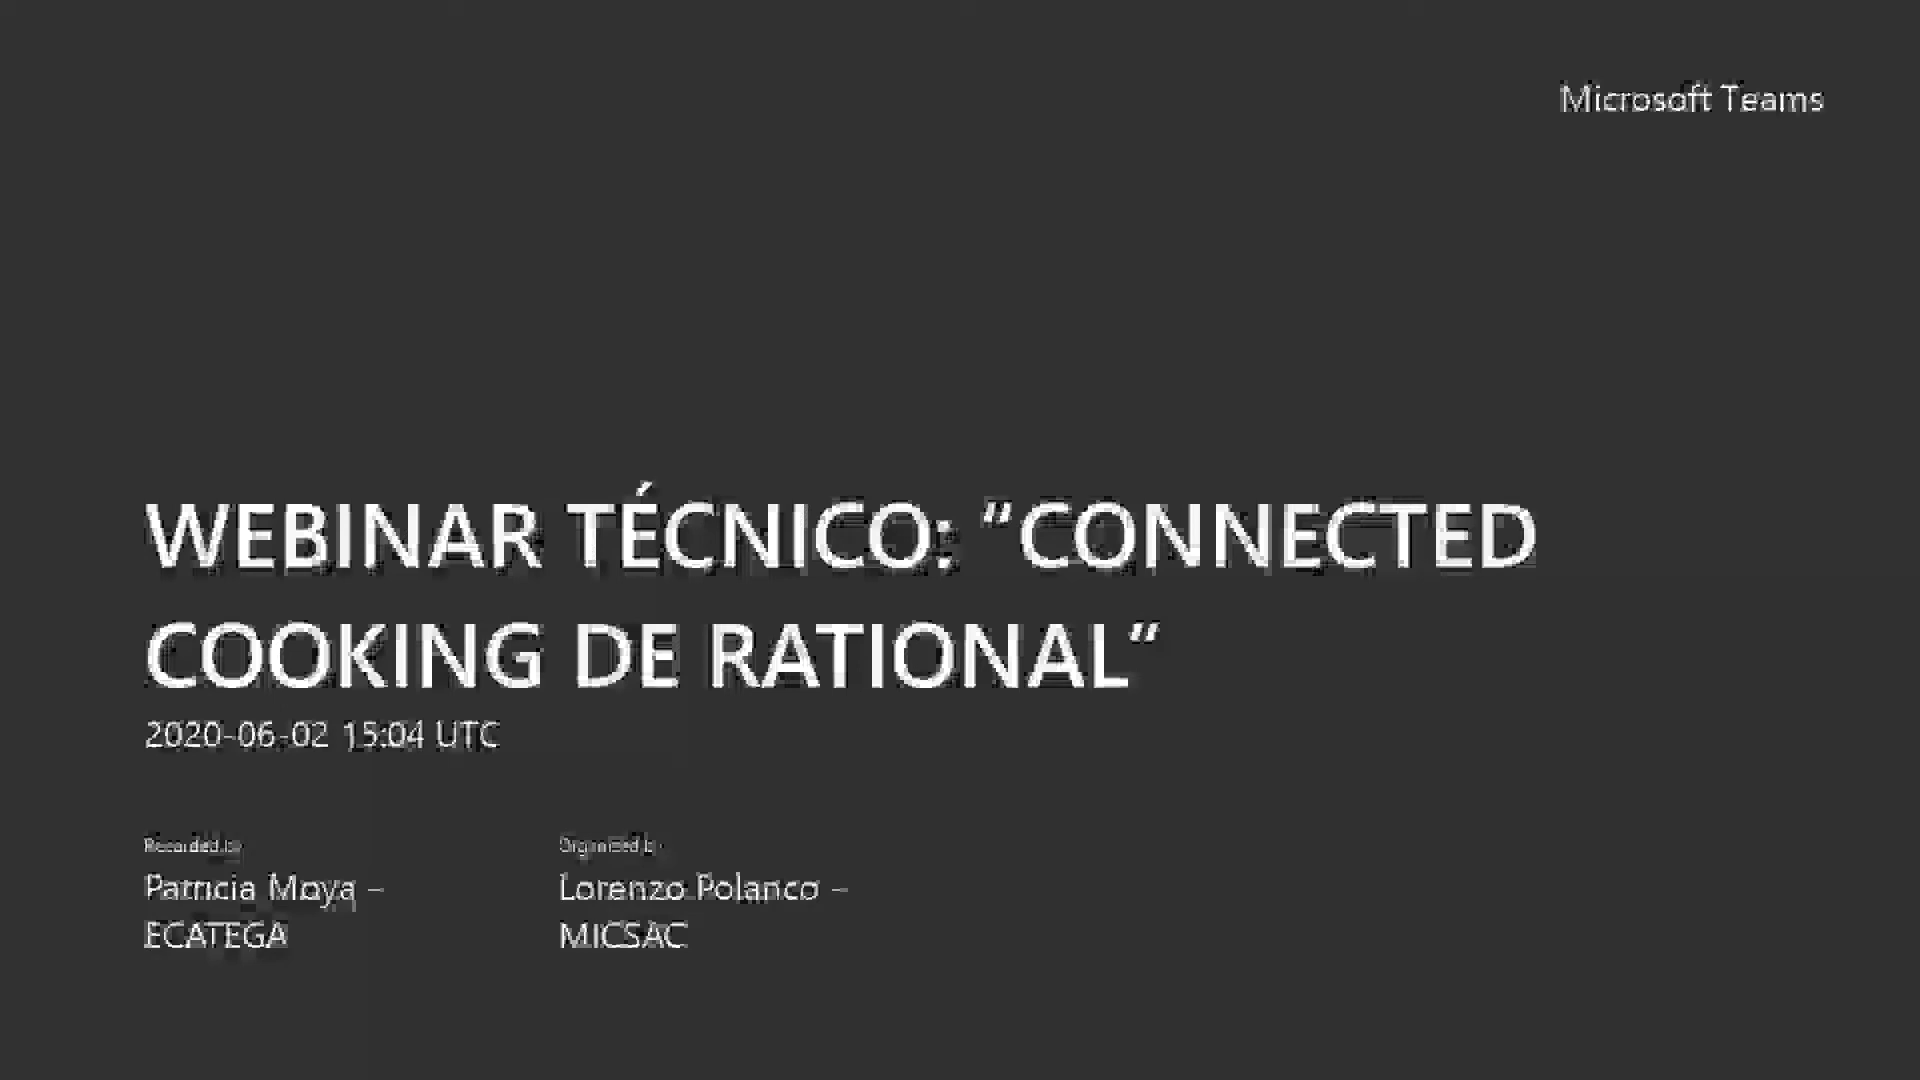 Microsoft Teams
WEBINAR TÉCNICO: “CONNECTED
COOKING DE RATIONAL”
2020-06-02 15:04 UTC
Recorded by
Organized by
Patricia Moya –
Lorenzo Polanco –
ECATEGA
MICSAC